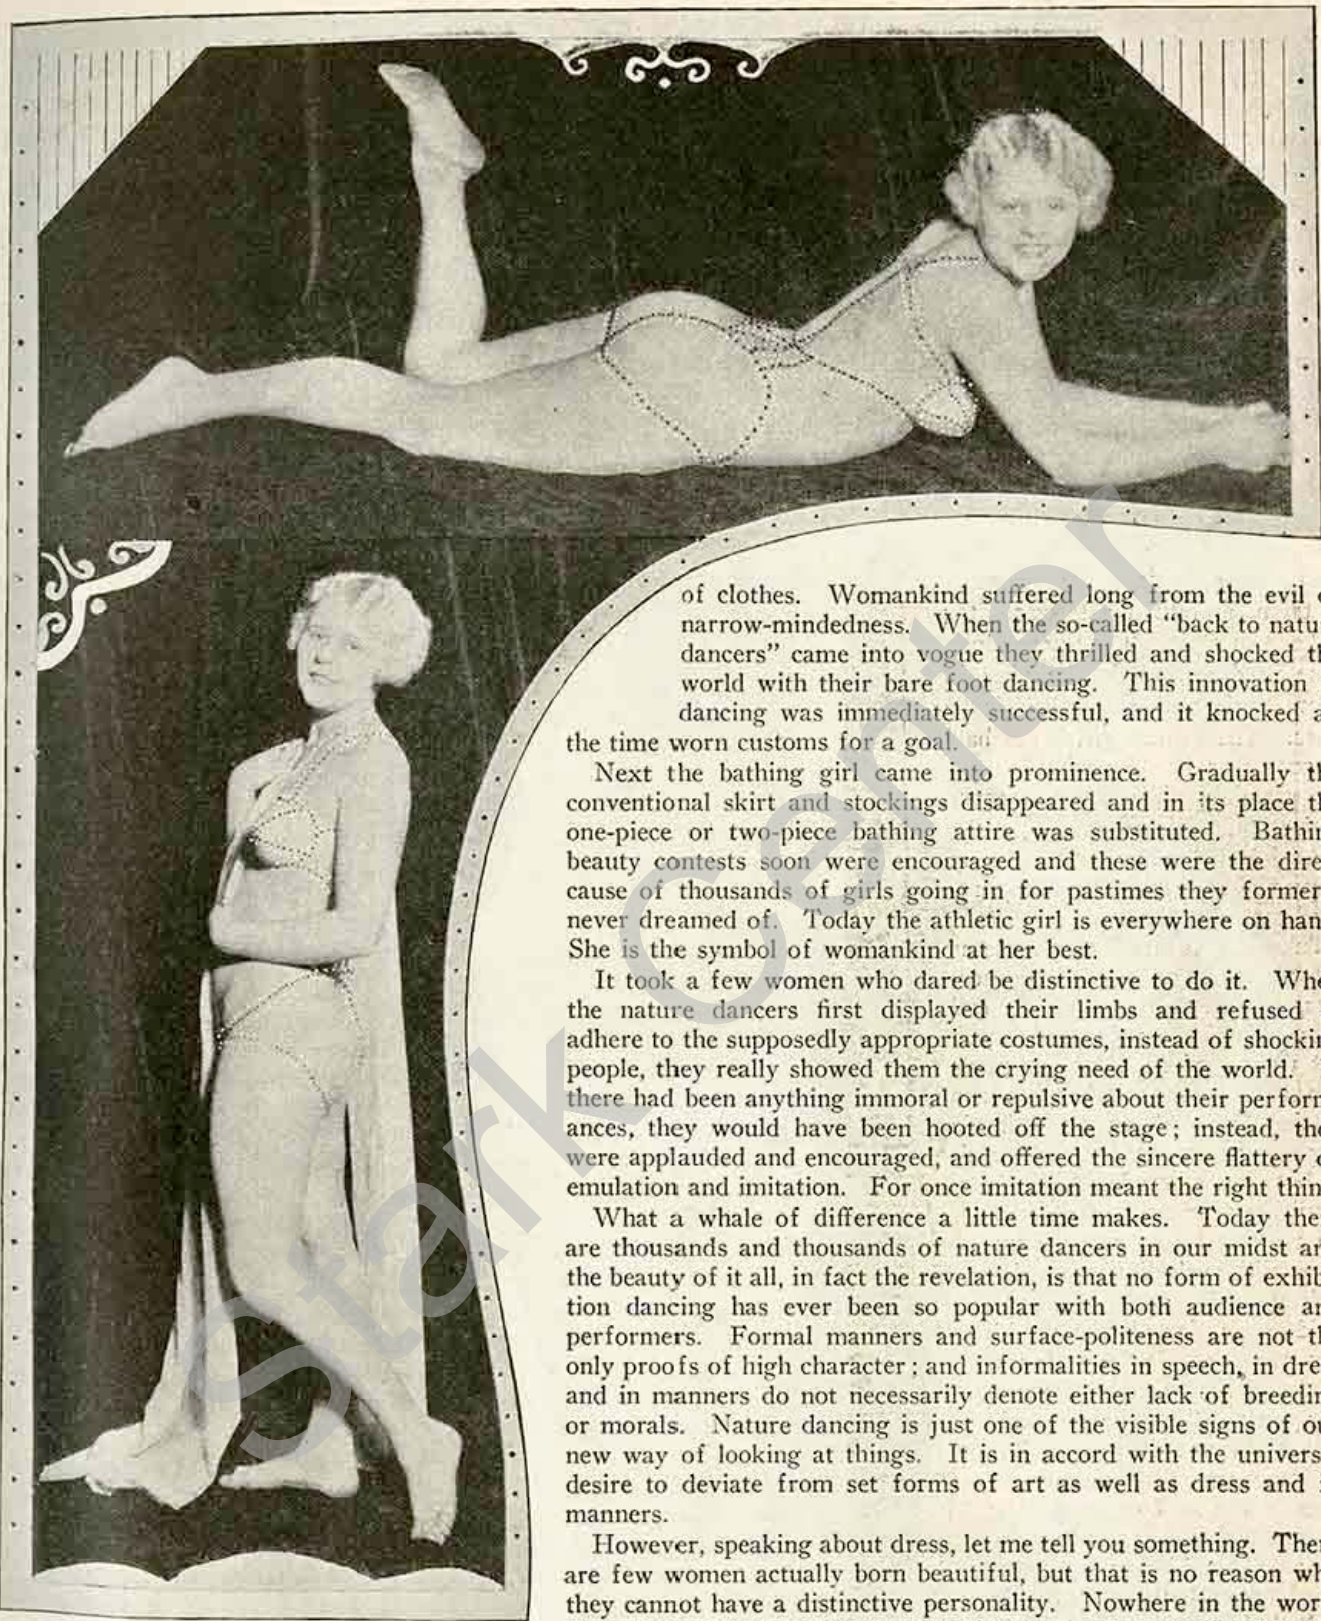 of clothes. Womankind suffered long from the evil
narrow-mindedness. When the so-called "back to natu
dancers" came into vogue they thrilled and shocked t
world with their bare foot dancing. This innovation
dancing was immediately successful, and it knocked a
the time worn customs for a goal.
Next the bathing girl came into prominence. Gradually th
conventional skirt and stockings disappeared and in its place th
one-piece or two-piece bathing attire was substituted. Bathin
beauty contests soon were encouraged and these were the dire
cause of thousands of girls going in for pastimes they former
never dreamed of. Today the athletic girl is everywhere on han
She is the symbol of womankind at her best.
It took a few women who dared be distinctive to do it. Whe
the nature dancers first displayed their limbs and refused
adhere to the supposedly appropriate costumes, instead of shockin
people, they really showed them the crying need of the world.
there had been anything immoral or repulsive about their perform
ances, they would have been hooted off the stage; instead, the
were applauded and encouraged, and offered the sincere flattery o
emulation and imitation. For once imitation meant the right thin
What a whale of difference a little time makes. Today the
are thousands and thousands of nature dancers in our midst an
the beauty of it all, in fact the revelation, is that no form of exhib
tion dancing has ever been so popular with both audience an
performers. Formal manners and surface-politeness are not th
only proofs of high character; and informalities in speech, in dre
and in manners do not necessarily denote either lack of breedin
or morals. Nature dancing is just one of the visible signs of ou
new way of looking at things. It is in accord with the univers
desire to deviate from set forms of art as well as dress and
manners.
However, speaking about dress, let me tell you something. Ther
are few women actually born beautiful, but that is no reason wh
they cannot have a distinctive personality. Nowhere in the wor
Stark Center